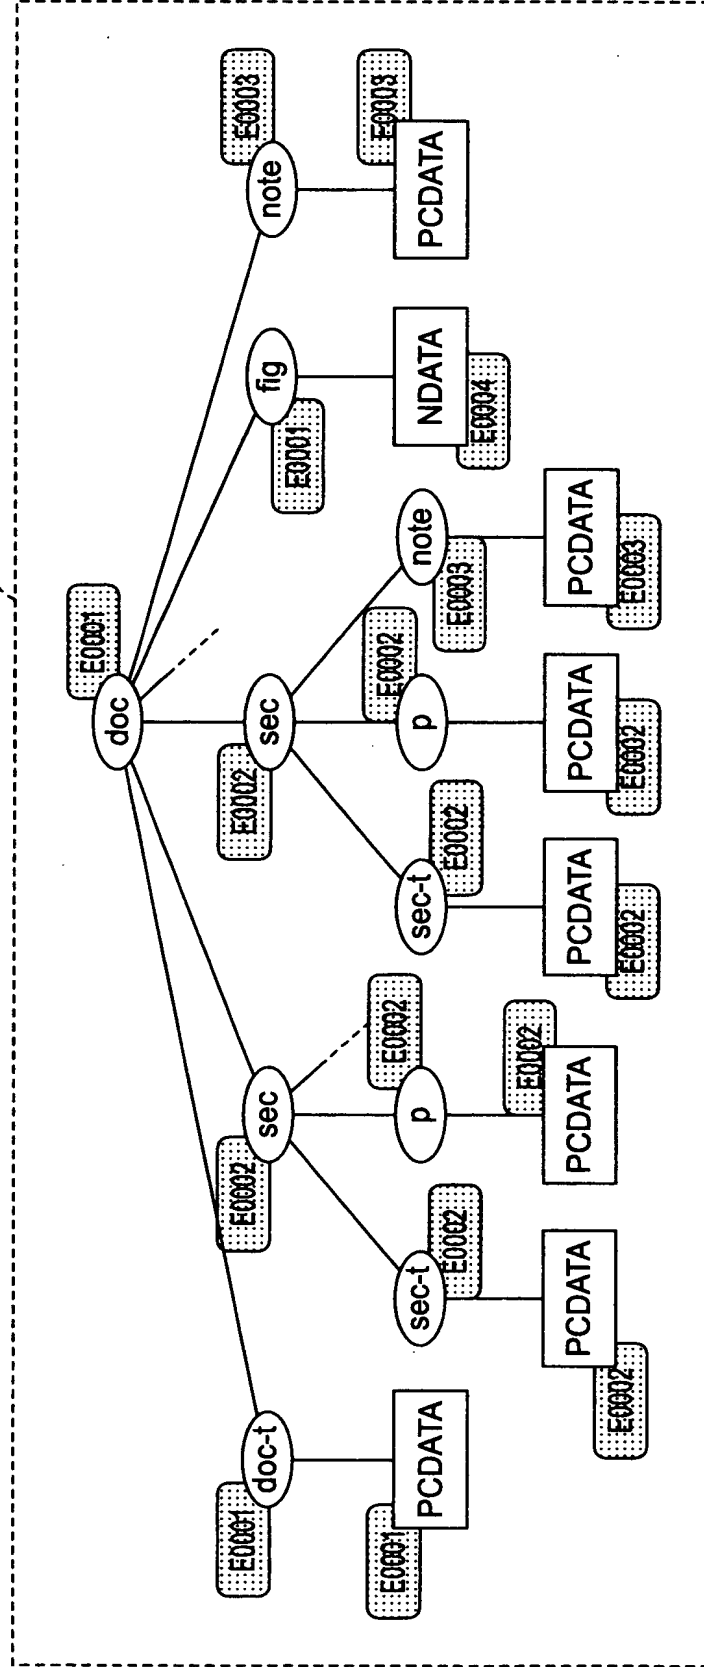 E0001
doc
E0001
doc-t
E0002
sec
E0002
sec
E0001
fig
E0003
note
E0001
PCDATA
sec-t
E0002
p
E0002
sec-t
E0002
p
E0002
note
E0003
NDATA
E0004
PCDATA
E0003
PCDATA
E0002
PCDATA
E0002
PCDATA
E0002
PCDATA
E0002
PCDATA
E0003